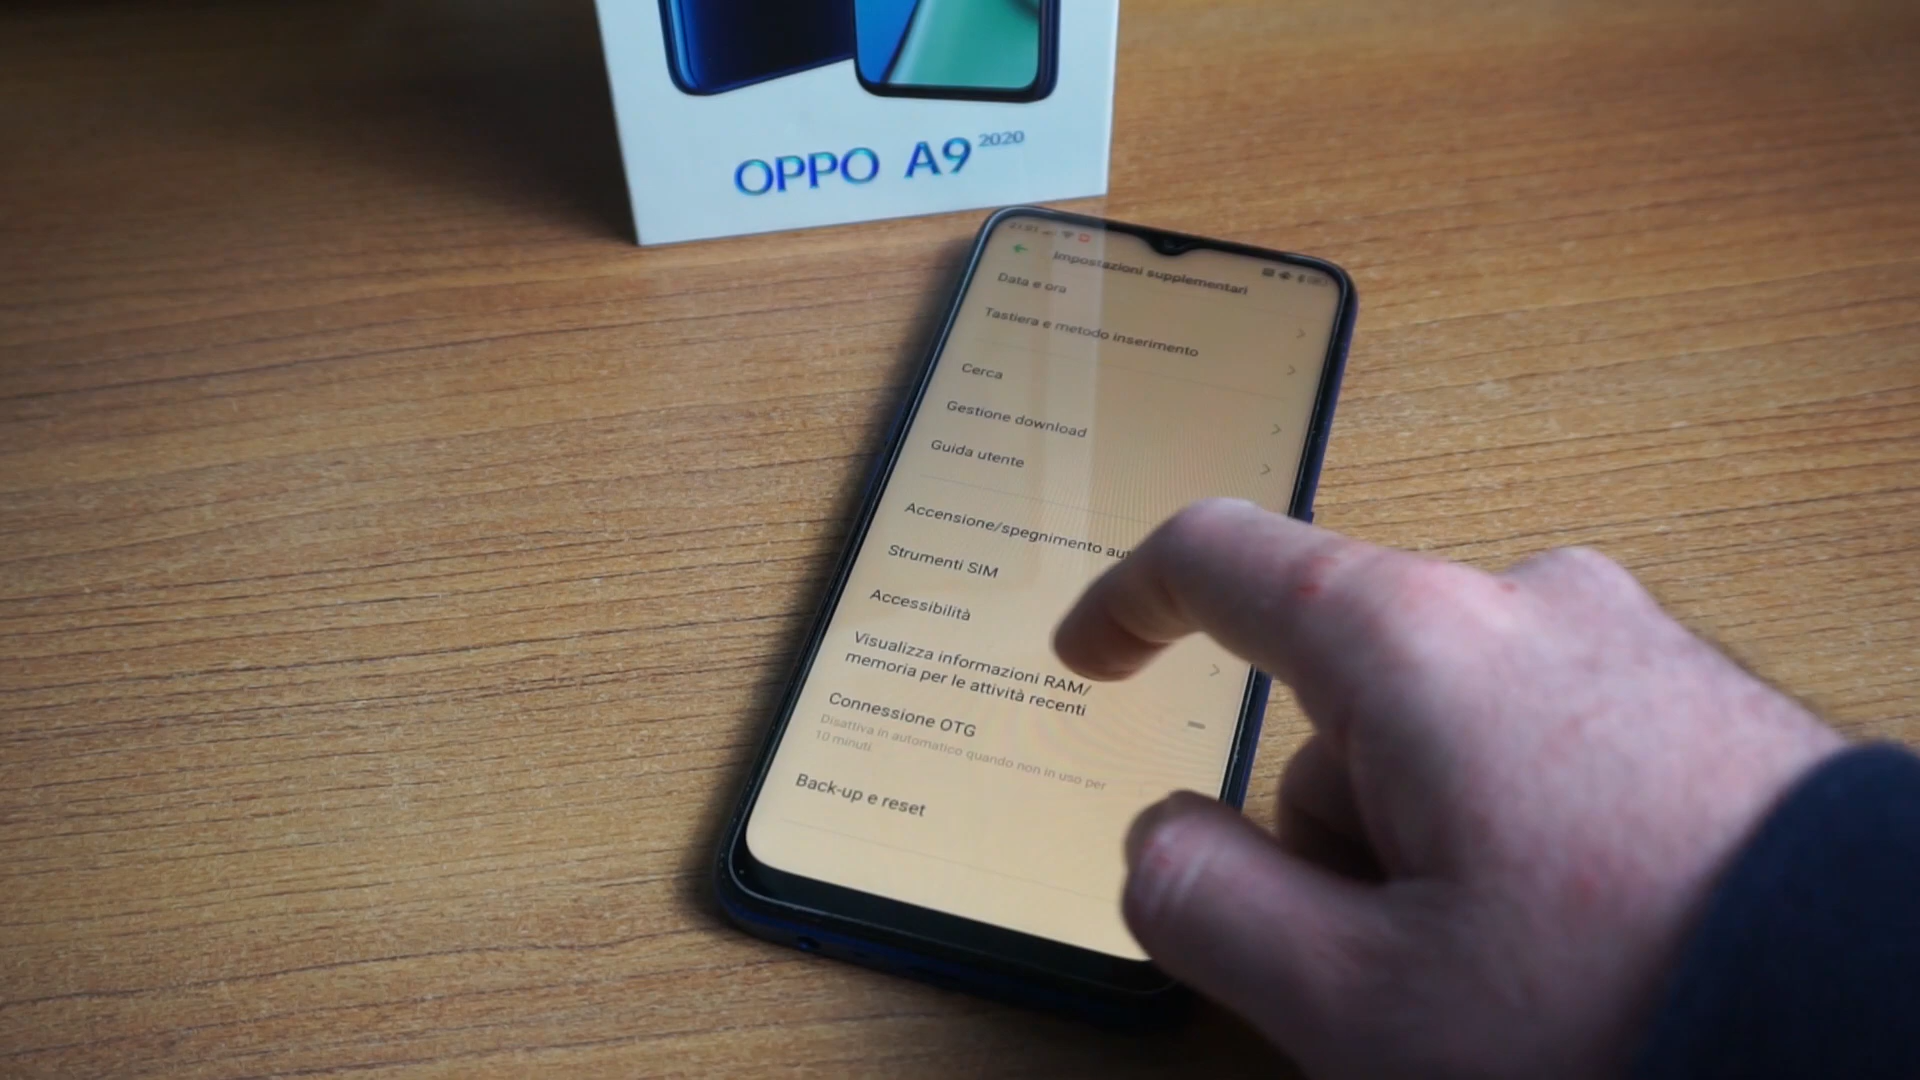 OPPO A9 2020
Impostazioni supplementari
Data e ora
Tastiera e metodo inserimento
Cerca
Gestione download
Guida utente
Accensione/spegnimento
Strumenti SIM
Accessibilità
Visualizza informazioni RAM/
memoria per le attività recenti
Connessione OTG
Disattiva in automatico quando non in uso per
10 minuti
Back-up e reset